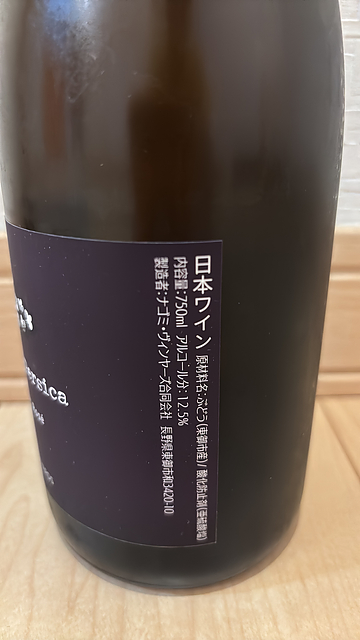 ersica
日本ワイン 原材料名:ぶどう(東御市産)/ 酸化防止剤(亜硫酸塩)
内容量:750ml アルコール分:12.5%
製造者:ナゴミ・ヴィンヤーズ合同会社 長野県東御市和3420-10